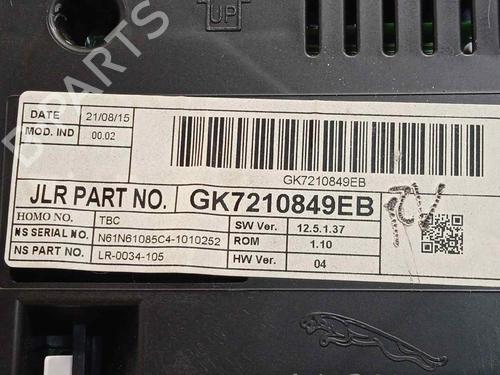 UP
B-PARTS
DATE 21/08/15
MOD. IND 00.02
GK7210849EB
JLR PART NO. GK7210849EB
HOMO NO. TBC
NS SERIAL NO. N61N61085C4-1010252
NS PART NO. LR-0034-105
SW Ver. 12.5.1.37
ROM 1.10
HW Ver. 04